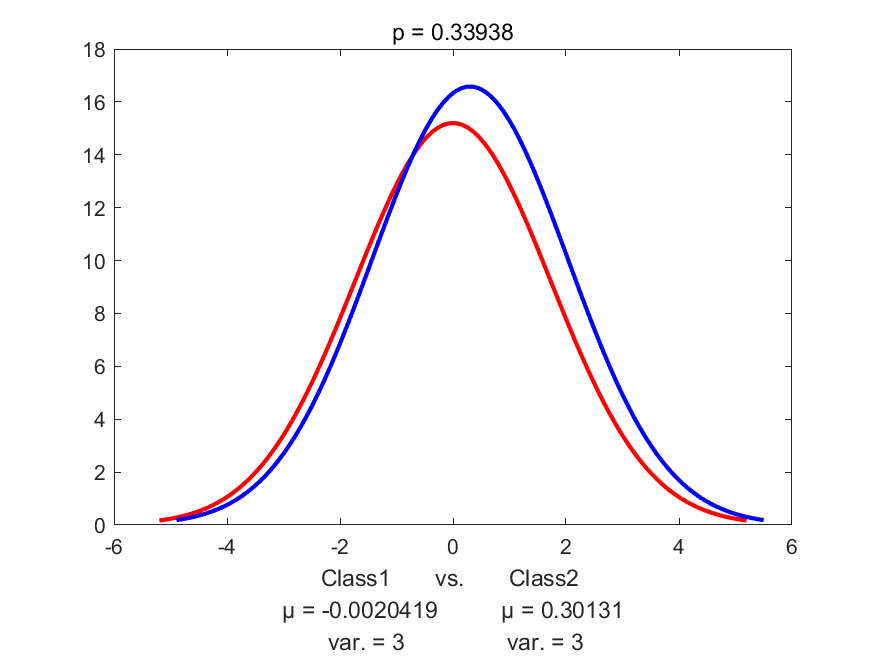 p = 0.33938
18
16
14
12
10
8
6
4
2
0
-6 -4 -2 0 2 4 6
Class1 vs. Class2
μ = -0.0020419 μ = 0.30131
var. = 3 var. = 3